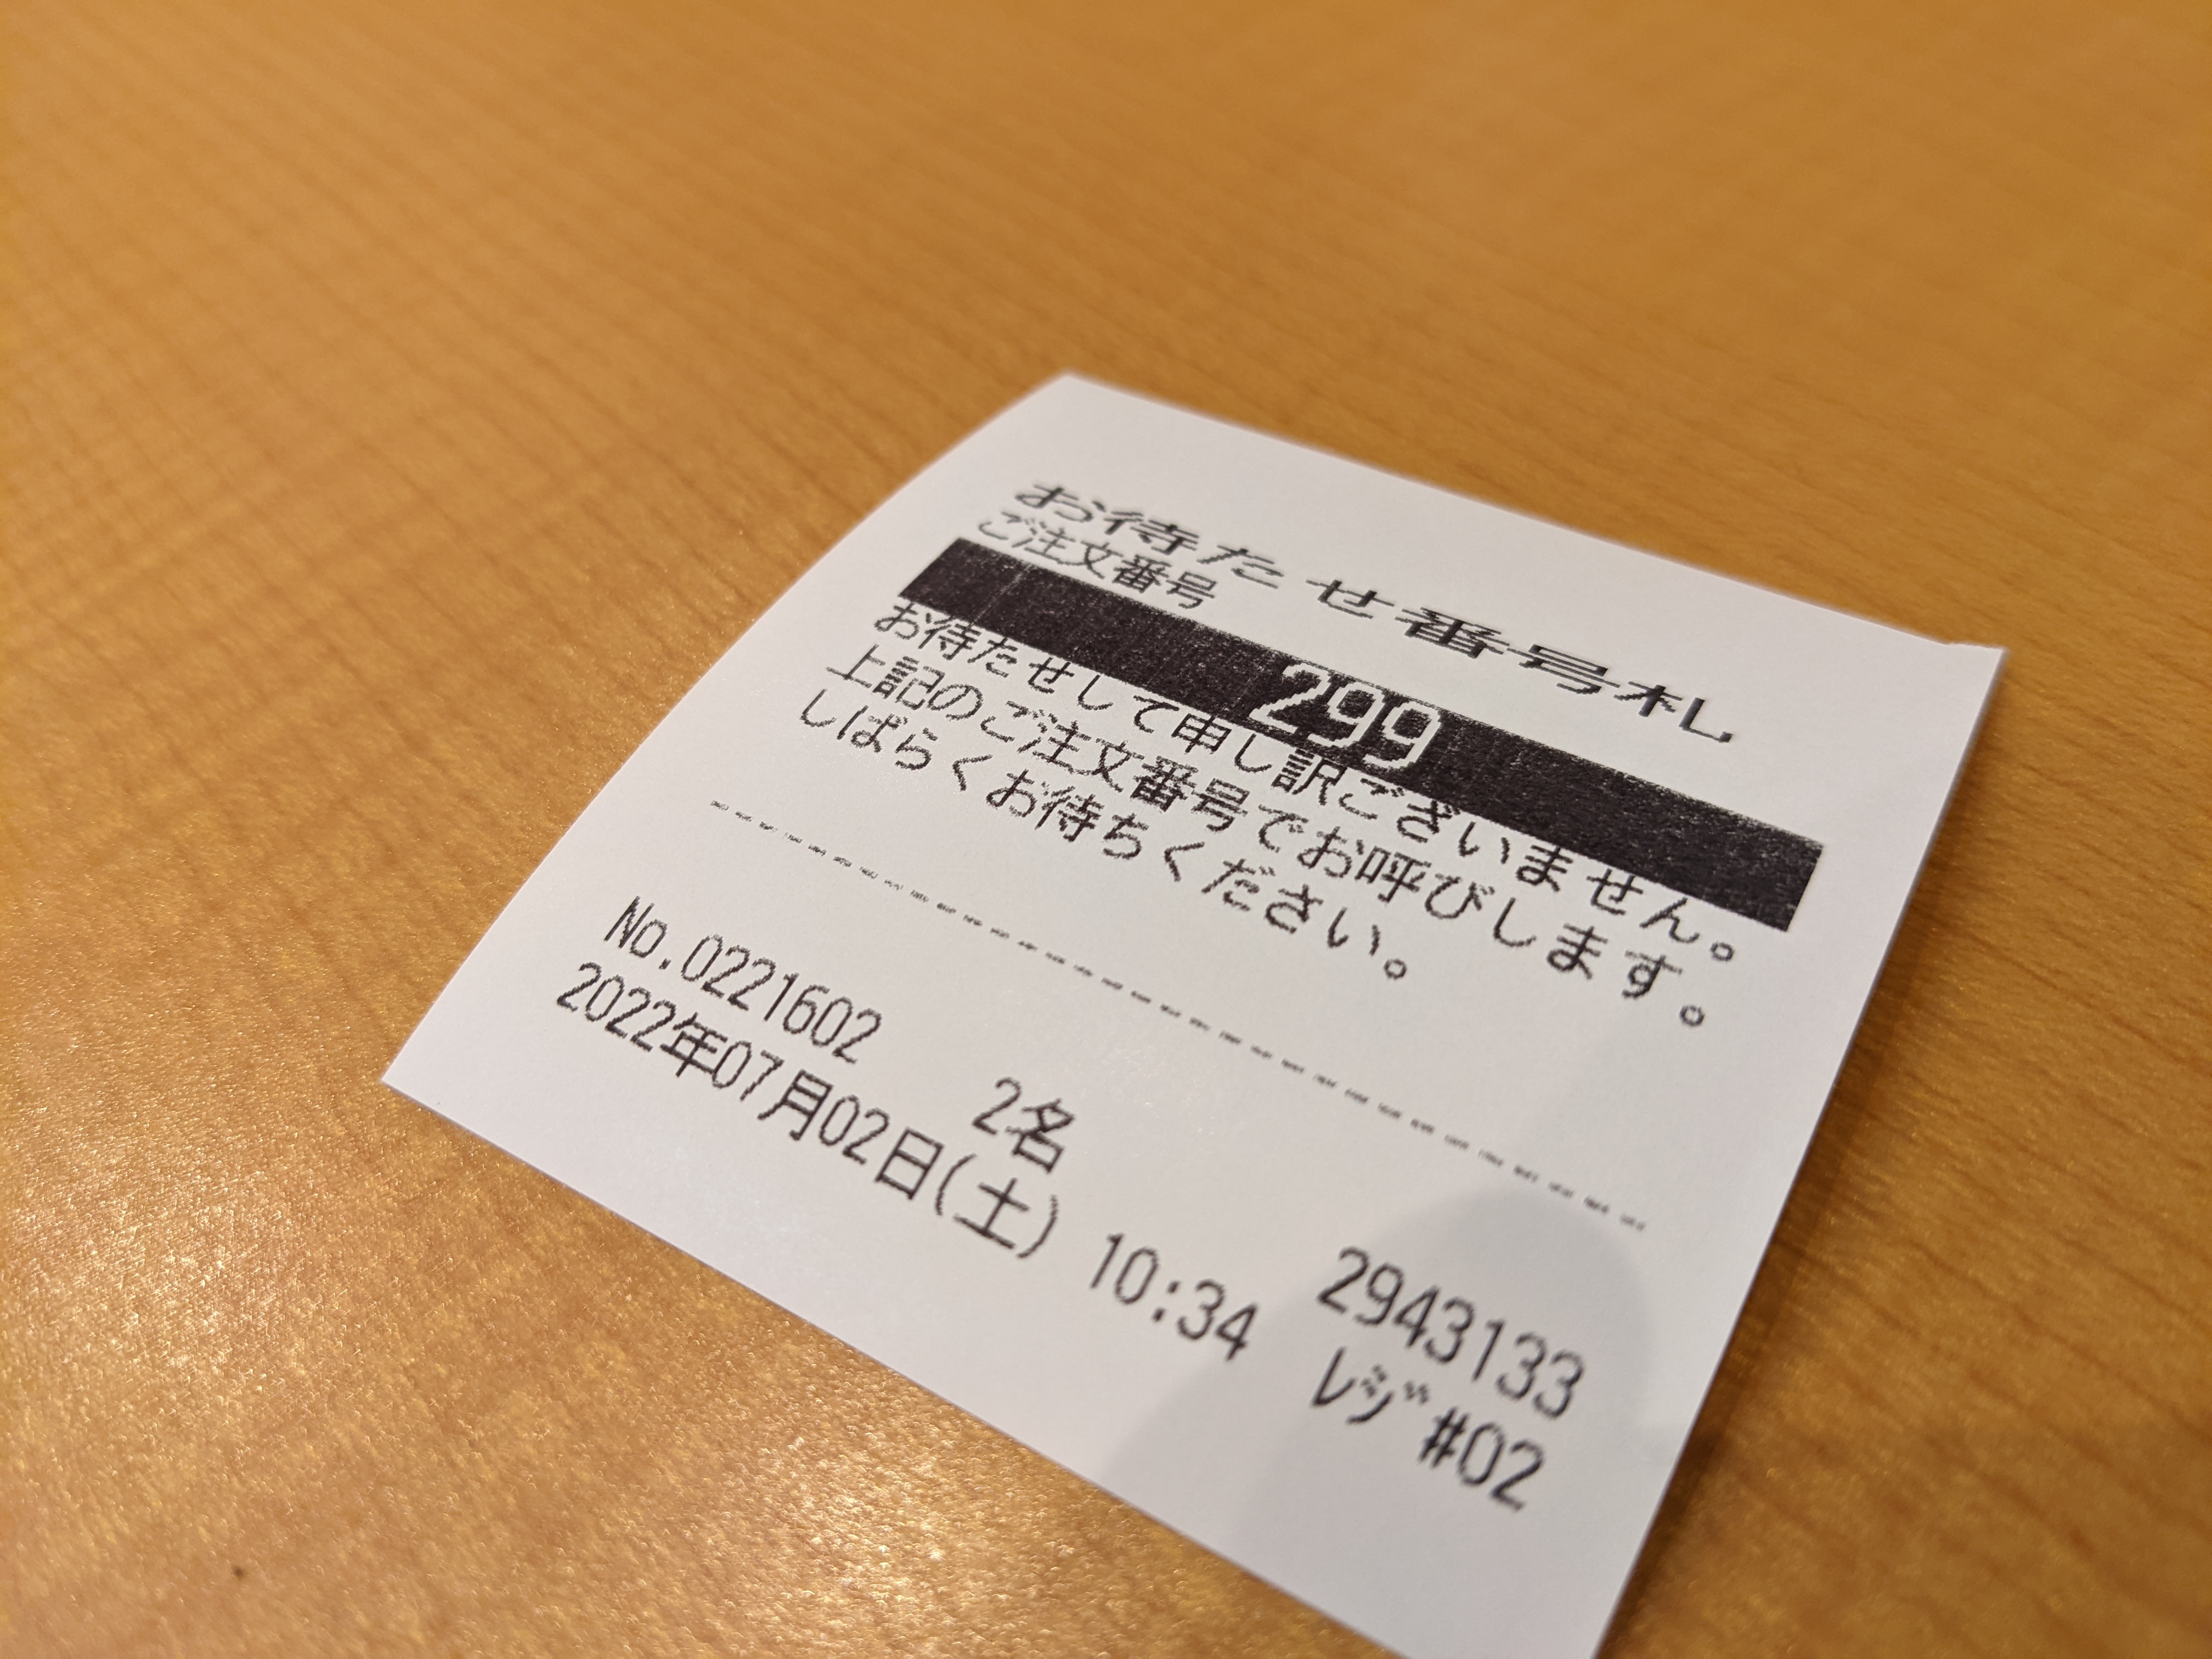 お待たせ番号札
ご注文番号
299
お待たせして申し訳ございません。
上記のご注文番号でお呼びします。
しばらくお待ちください。
No.0221602 2名 2943133
2022年07月02日(土) 10:34 ﾚｼﾞ#02